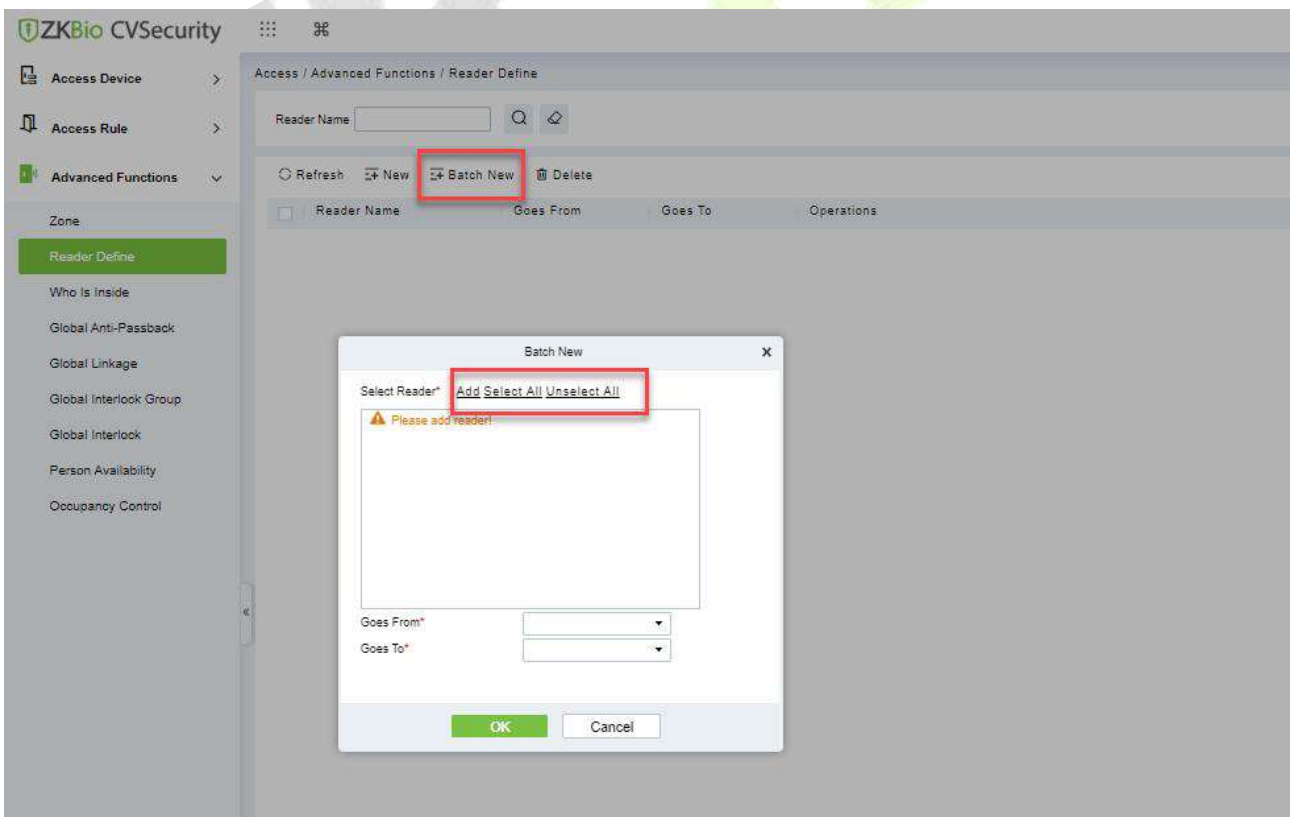 ZKBio CVSecurity
Access Device
Access Rule
Advanced Functions
Zone
Reader Define
Who Is Inside
Global Anti-Passback
Global Linkage
Global Interlock Group
Global Interlock
Person Availability
Occupancy Control
Access / Advanced Functions / Reader Define
Reader Name
Refresh New Batch New Delete
Reader Name Goes From Goes To Operations
Batch New x
Select Reader* Add Select All Unselect All
Please add reader!
Goes From*
Goes To*
OK Cancel